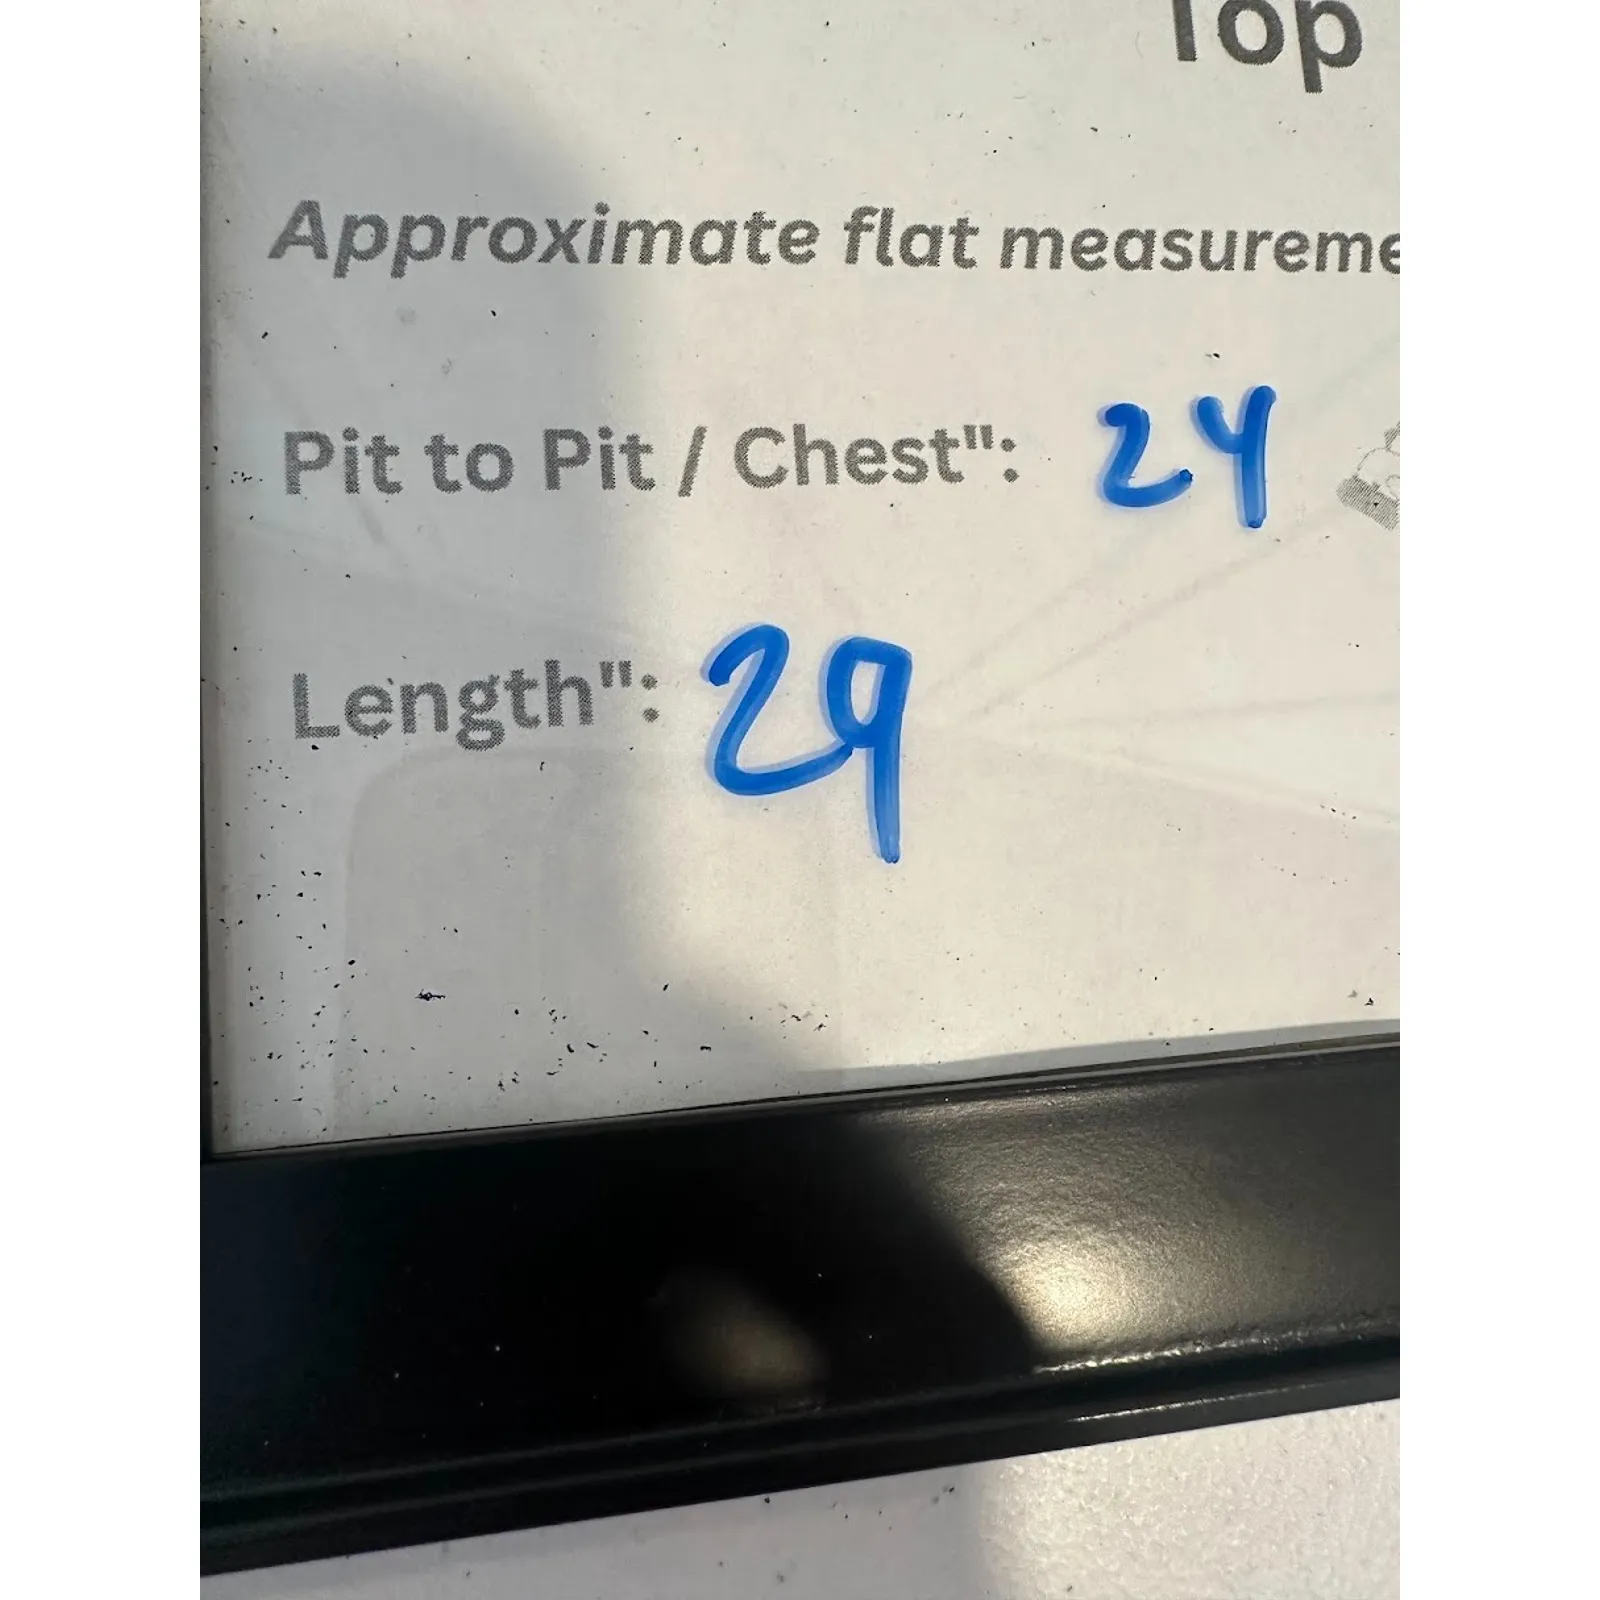 Top
Approximate flat measureme
Pit to Pit / Chest": 24
Length": 29